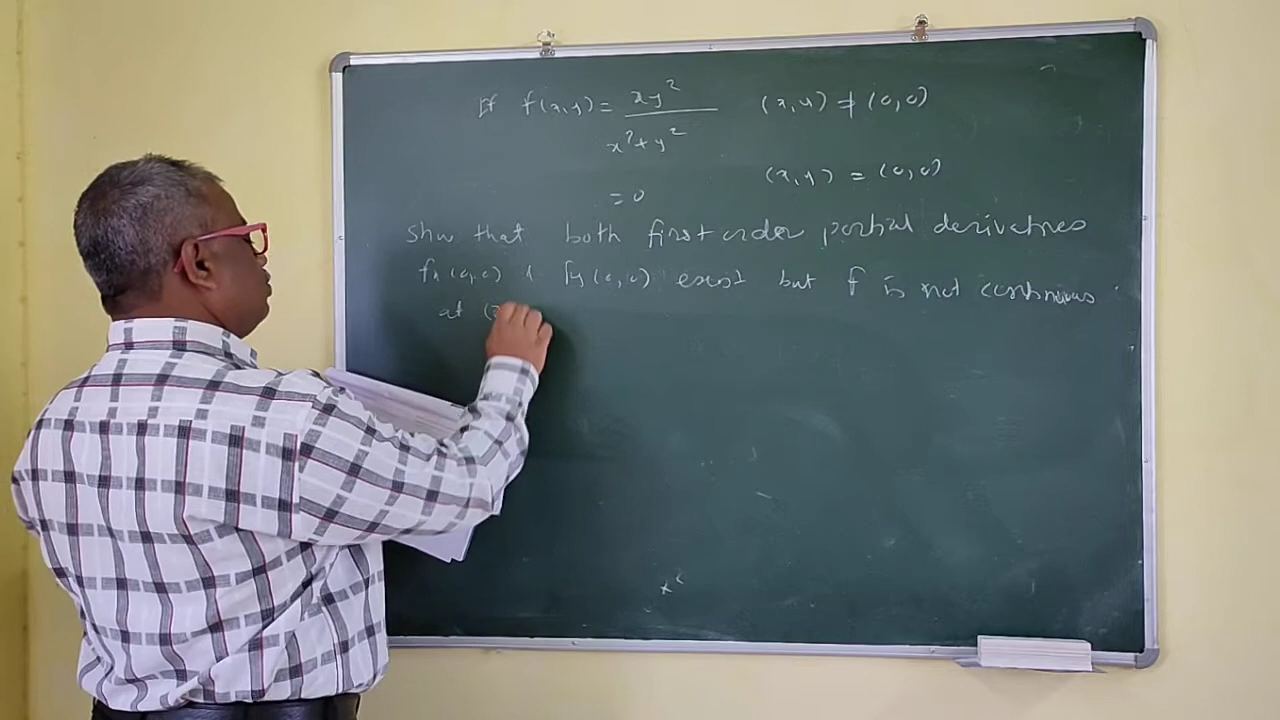 If f(x,y) = xy² / x²+y² (x,y) ≠ (0,0)
= 0 (x,y) = (0,0)
show that both first order partial derivatives
fx(0,0) & fy(0,0) exist but f is not continuous
at (